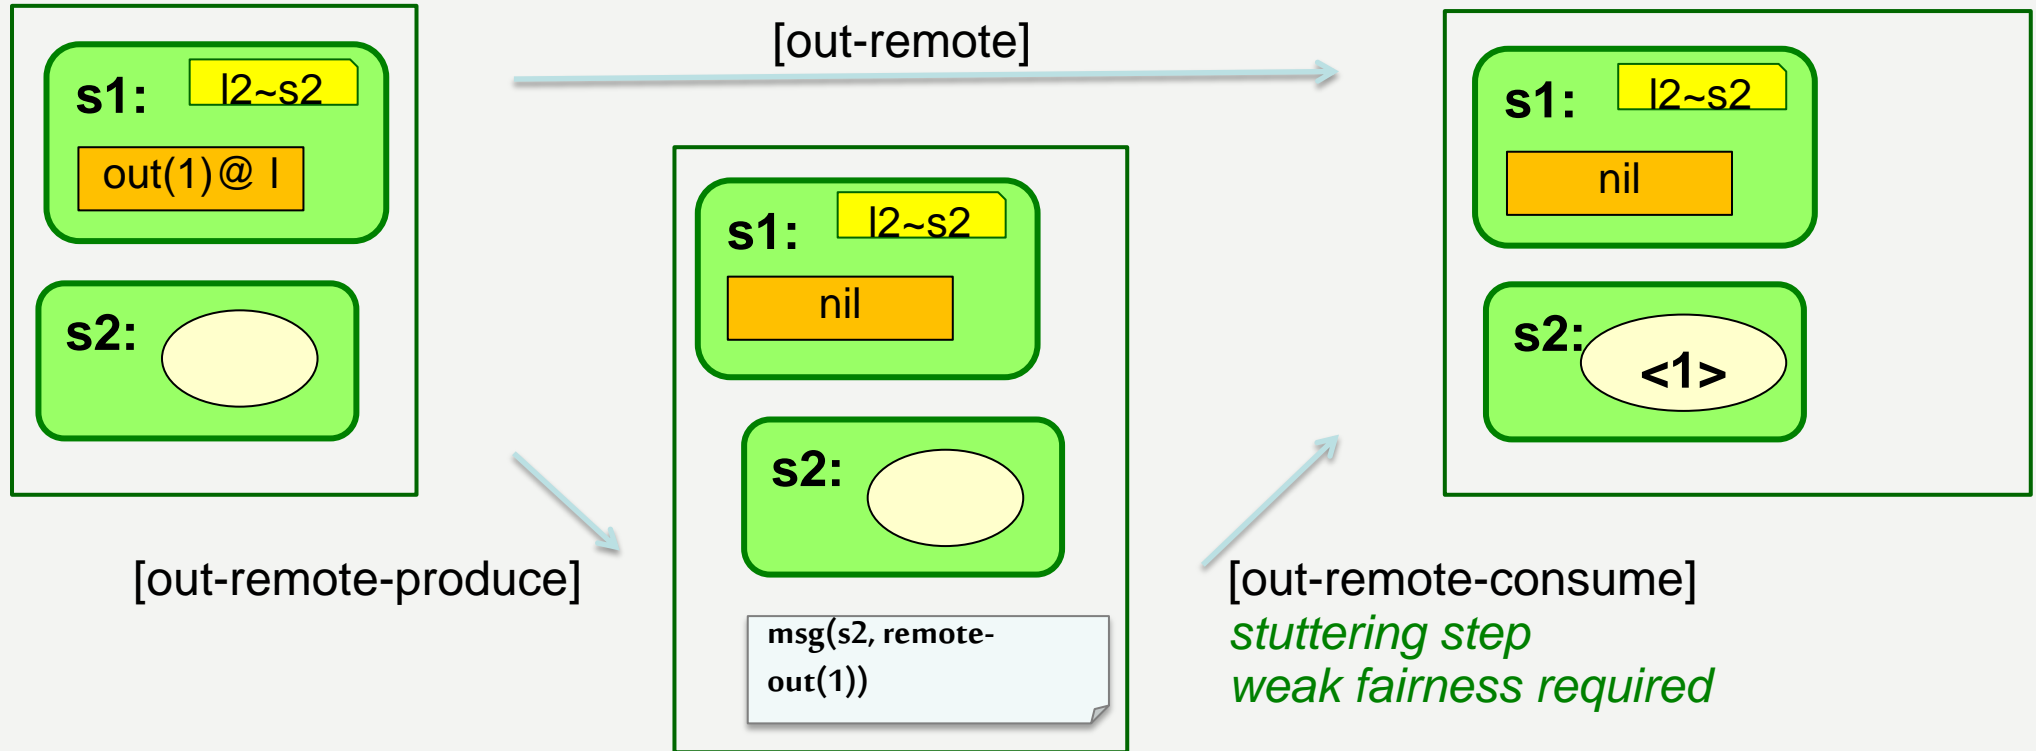 [out-remote]
s1:
l2~s2
out(1)@ l
s2:
s1:
l2~s2
nil
s2:
msg(s2, remote-
out(1))
s1:
l2~s2
nil
s2:
<1>
[out-remote-produce]
[out-remote-consume]
stuttering step
weak fairness required